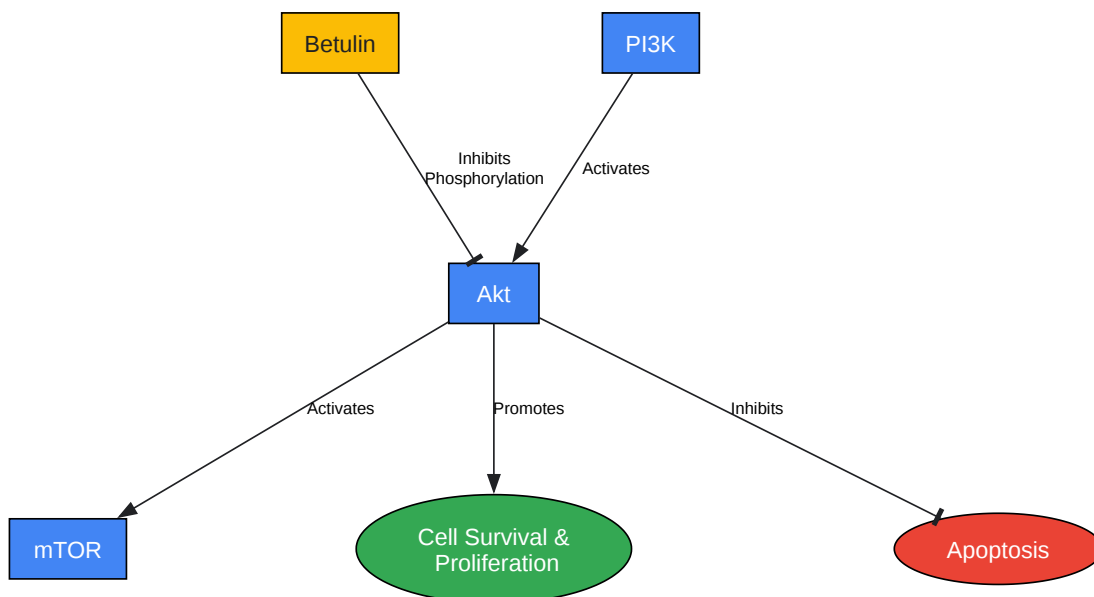 Betulin
PI3K
Inhibits
Phosphorylation
Activates
Akt
Activates
Promotes
Inhibits
mTOR
Cell Survival &
Proliferation
Apoptosis